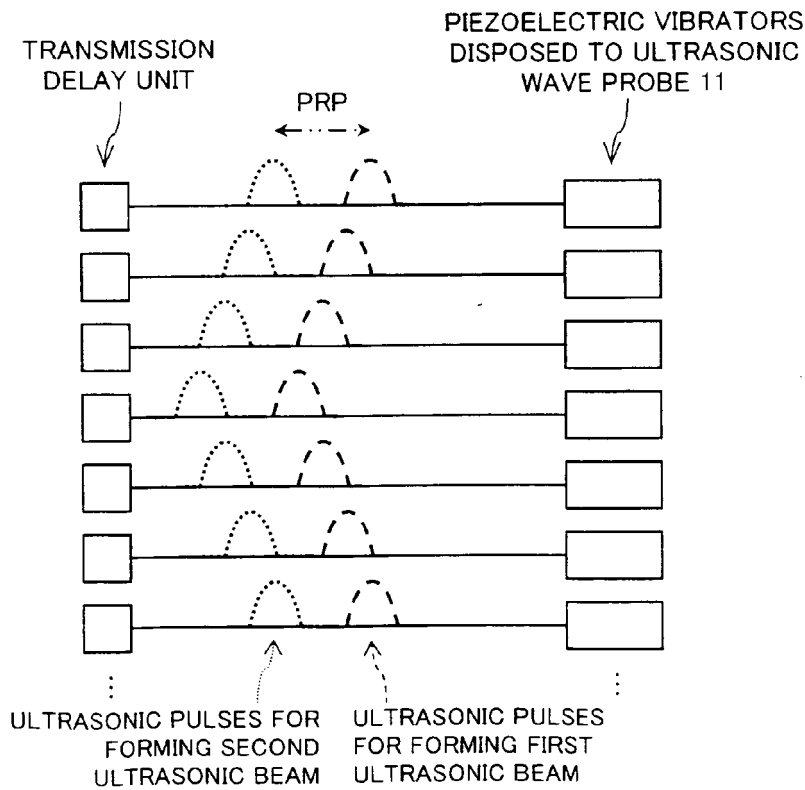 TRANSMISSION
DELAY UNIT
PIEZOELECTRIC VIBRATORS
DISPOSED TO ULTRASONIC
WAVE PROBE 11
PRP
ULTRASONIC PULSES FOR
FORMING SECOND
ULTRASONIC BEAM
ULTRASONIC PULSES
FOR FORMING FIRST
ULTRASONIC BEAM